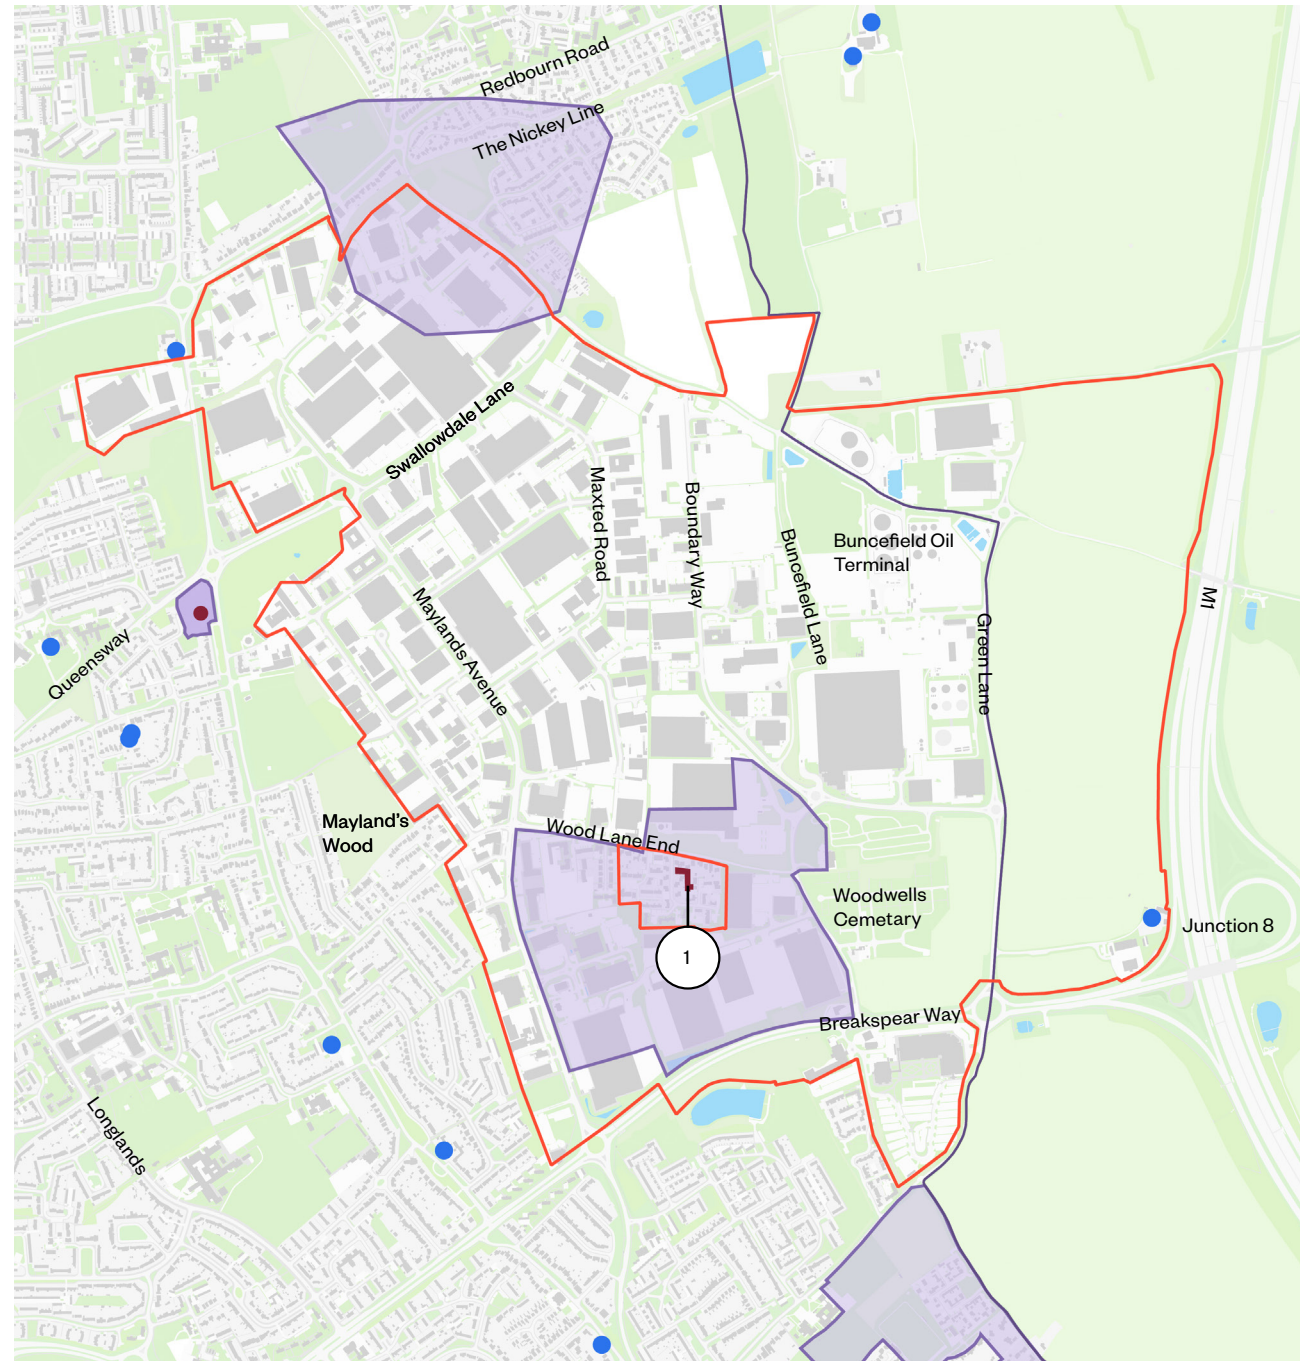 Redbourn Road
The Nickey Line
Swallowdale Lane
Maxted Road
Boundary Way
Buncefield Lane
Buncefield Oil
Terminal
Maylands Avenue
Green Lane
M1
Queensway
Mayland's
Wood
Wood Lane End
Woodwells
Cemetary
Junction 8
1
Breakspear Way
Longlands